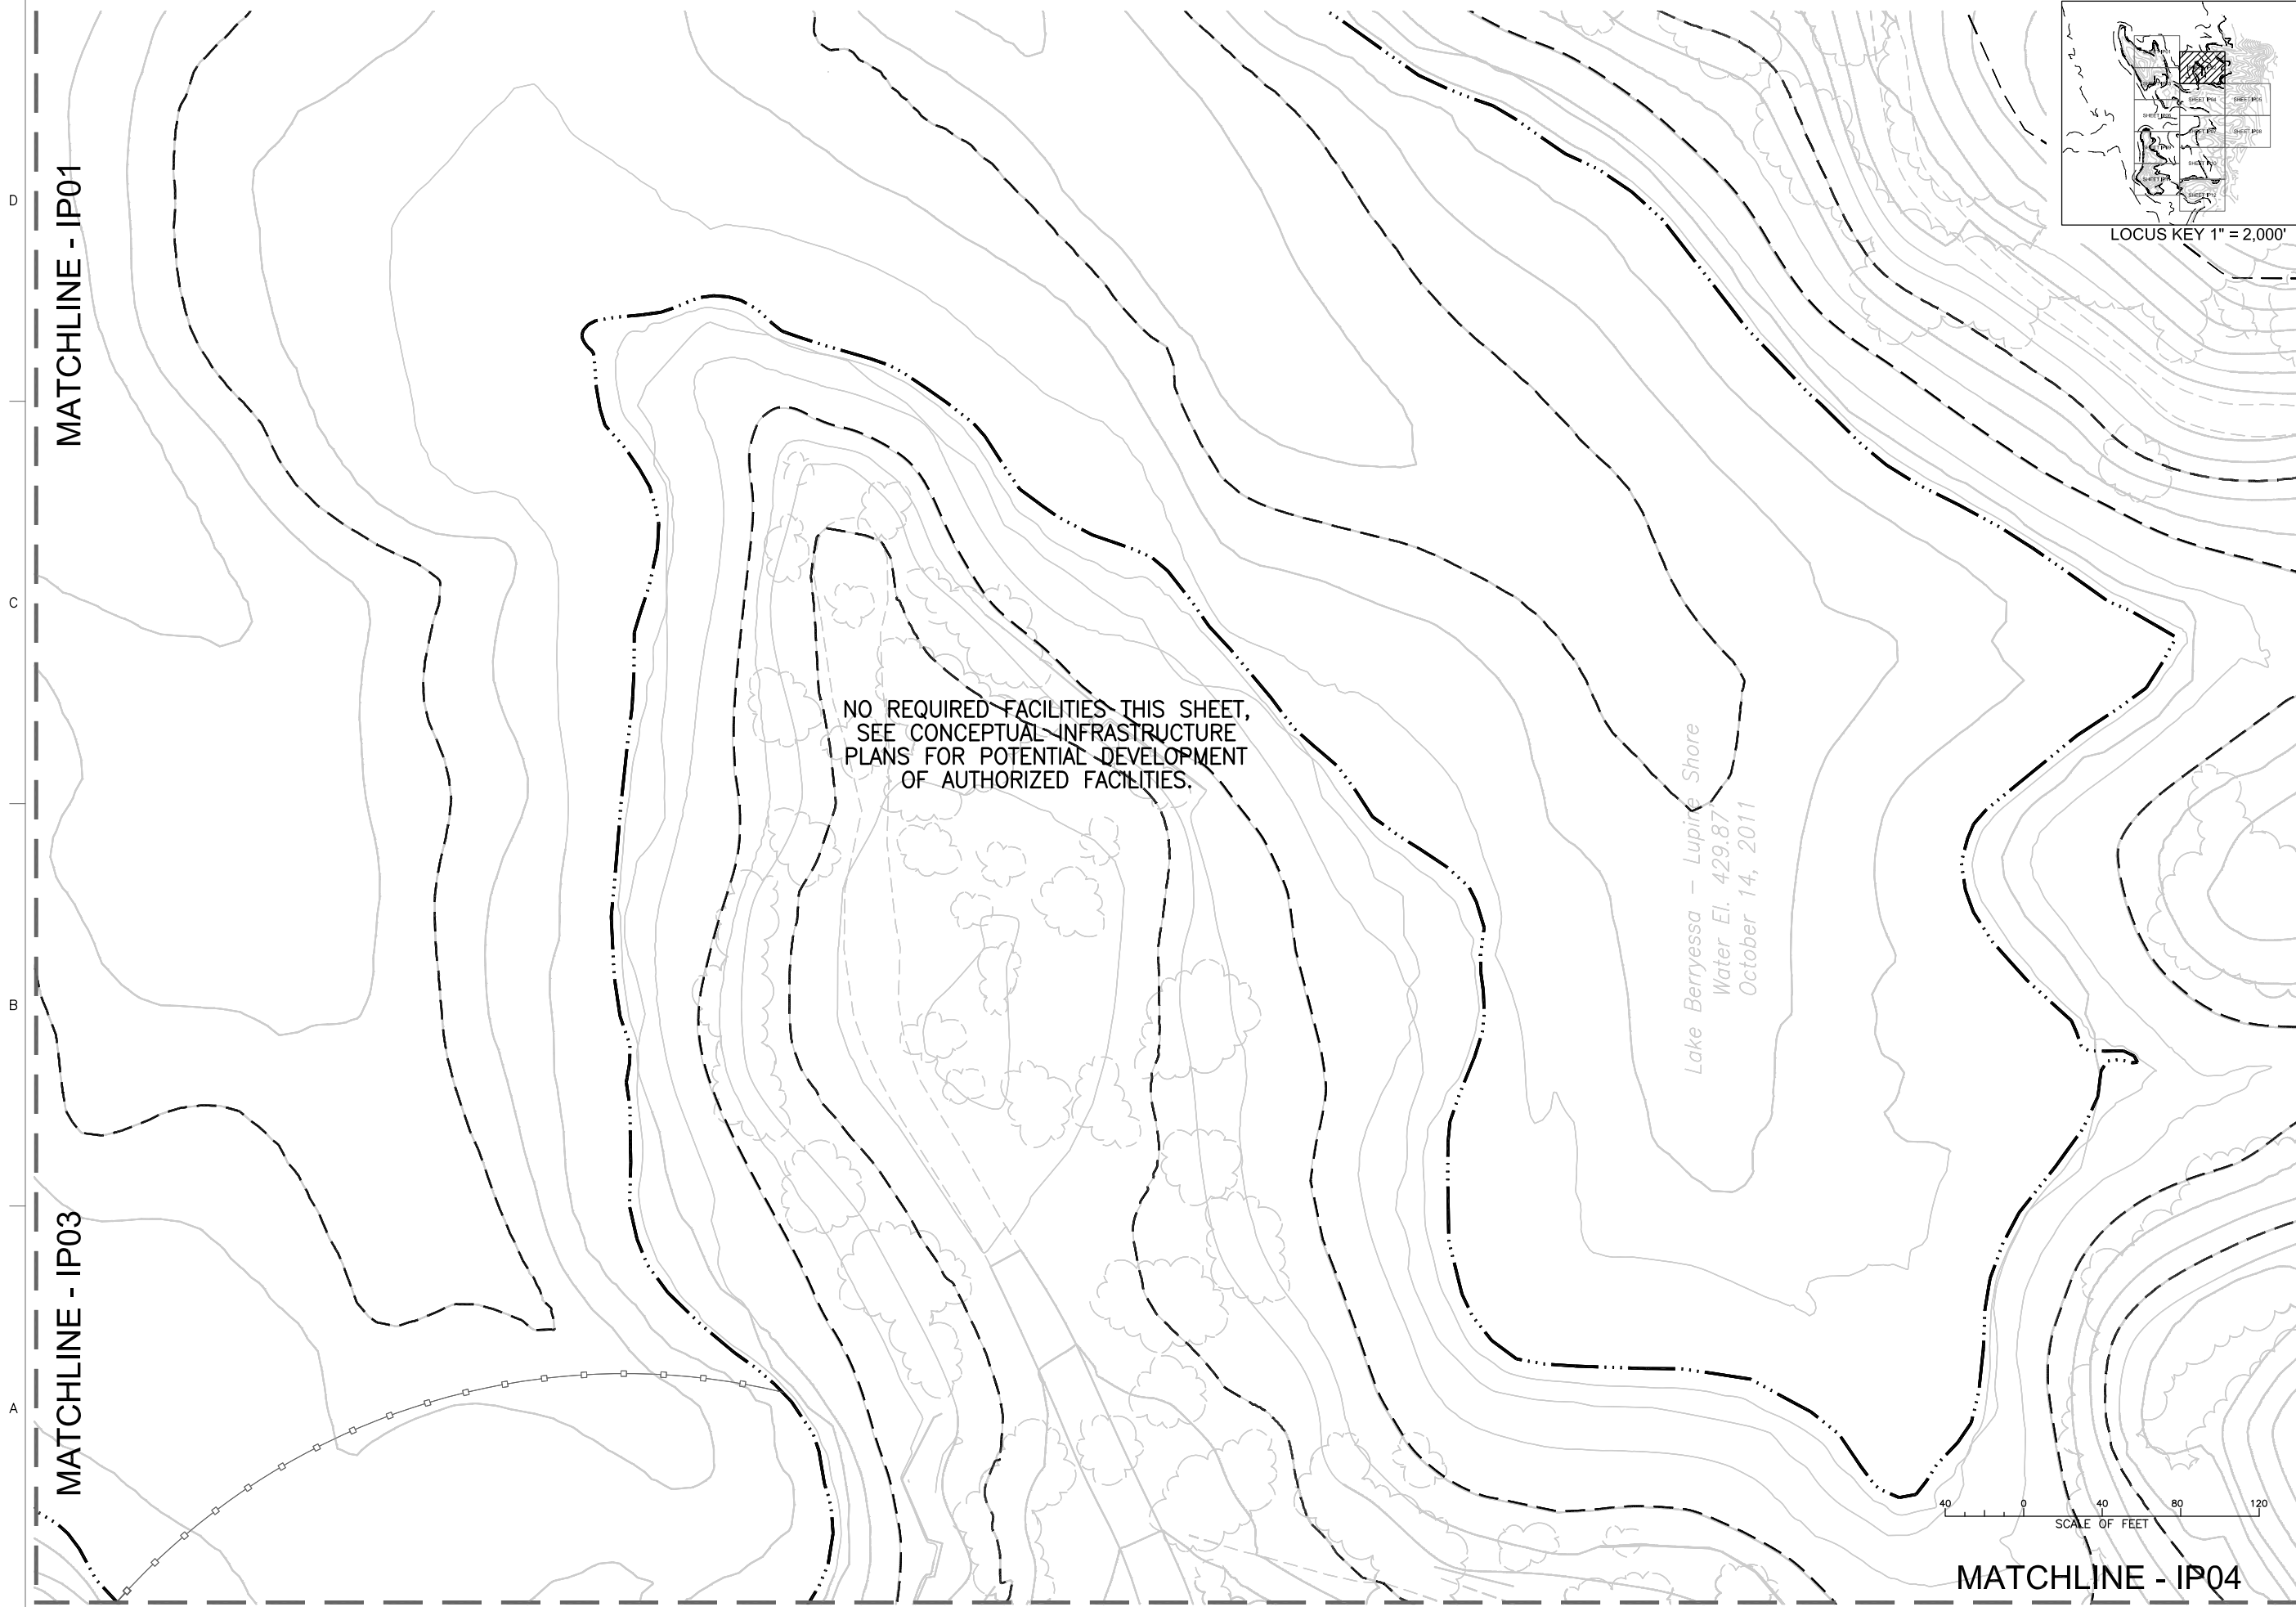 MATCHLINE - IP01
MATCHLINE - IP03
D
C
B
A
NO REQUIRED FACILITIES THIS SHEET,
SEE CONCEPTUAL INFRASTRUCTURE
PLANS FOR POTENTIAL DEVELOPMENT
OF AUTHORIZED FACILITIES.
Lake Berryessa - Lupine Shore
Water El. 429.87
October 14, 2011
LOCUS KEY 1" = 2,000'
40 0 40 80 120
SCALE OF FEET
MATCHLINE - IP04